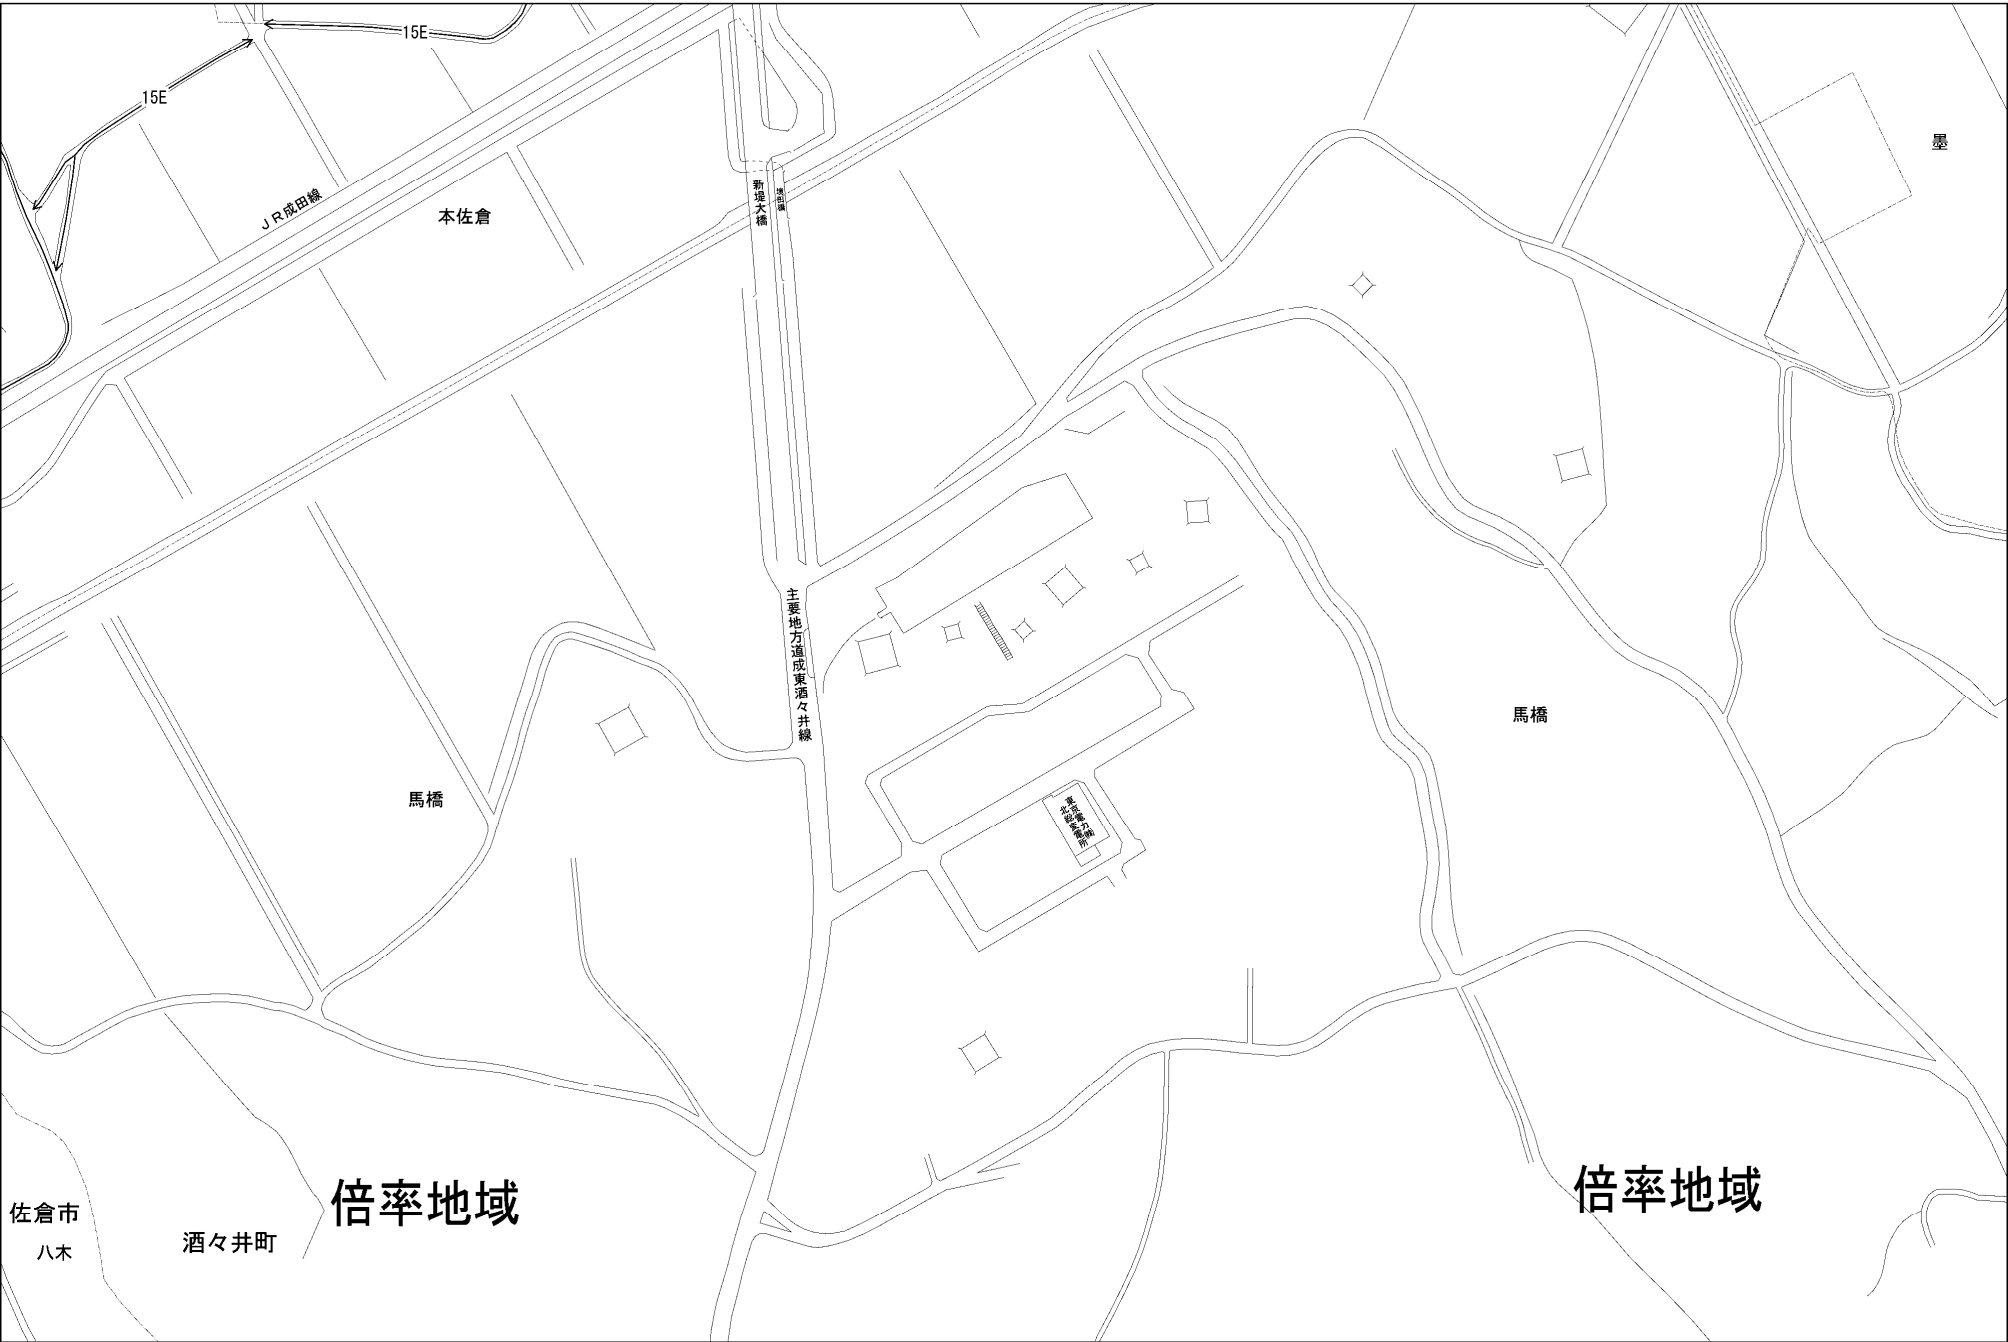 15E
15E
墨
JR成田線
本佐倉
新堤大橋
境田橋
主要地方道成東酒々井線
馬橋
馬橋
東京電力㈱
北総変電所
倍率地域
倍率地域
佐倉市
八木
酒々井町